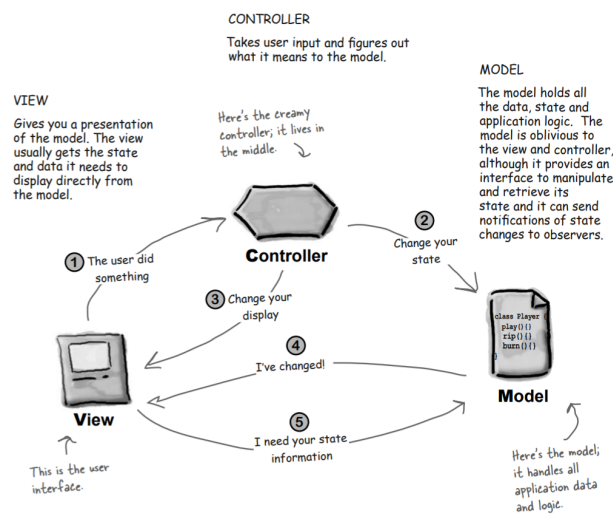 CONTROLLER
Takes user input and figures out
what it means to the model.
MODEL
The model holds all
the data, state and
application logic. The
model is oblivious to
the view and controller,
although it provides an
interface to manipulate
and retrieve its
state and it can send
notifications of state
changes to observers.
VIEW
Gives you a presentation
of the model. The view
usually gets the state
and data it needs to
display directly from
the model.
Here's the creamy
controller; it lives in
the middle.
Controller
1 The user did
something
2
Change your
state
3 Change your
display
4
I've changed!
5
I need your state
information
class Player {
play(){}
rip(){}
burn(){}
}
View
Model
This is the user
interface.
Here's the model;
it handles all
application data
and logic.